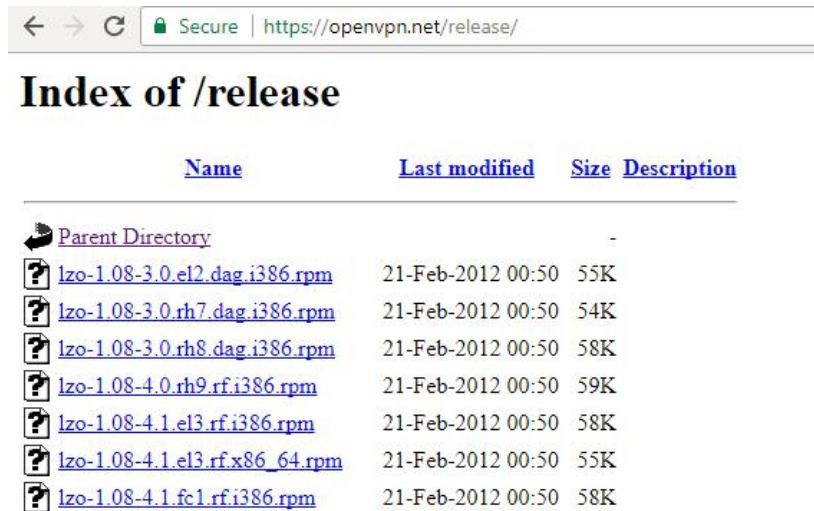 Secure | https://openvpn.net/release/
Index of /release
Name Last modified Size Description
Parent Directory -
lzo-1.08-3.0.el2.dag.i386.rpm 21-Feb-2012 00:50 55K
lzo-1.08-3.0.rh7.dag.i386.rpm 21-Feb-2012 00:50 54K
lzo-1.08-3.0.rh8.dag.i386.rpm 21-Feb-2012 00:50 58K
lzo-1.08-4.0.rh9.rf.i386.rpm 21-Feb-2012 00:50 59K
lzo-1.08-4.1.el3.rf.i386.rpm 21-Feb-2012 00:50 58K
lzo-1.08-4.1.el3.rf.x86_64.rpm 21-Feb-2012 00:50 55K
lzo-1.08-4.1.fc1.rf.i386.rpm 21-Feb-2012 00:50 58K